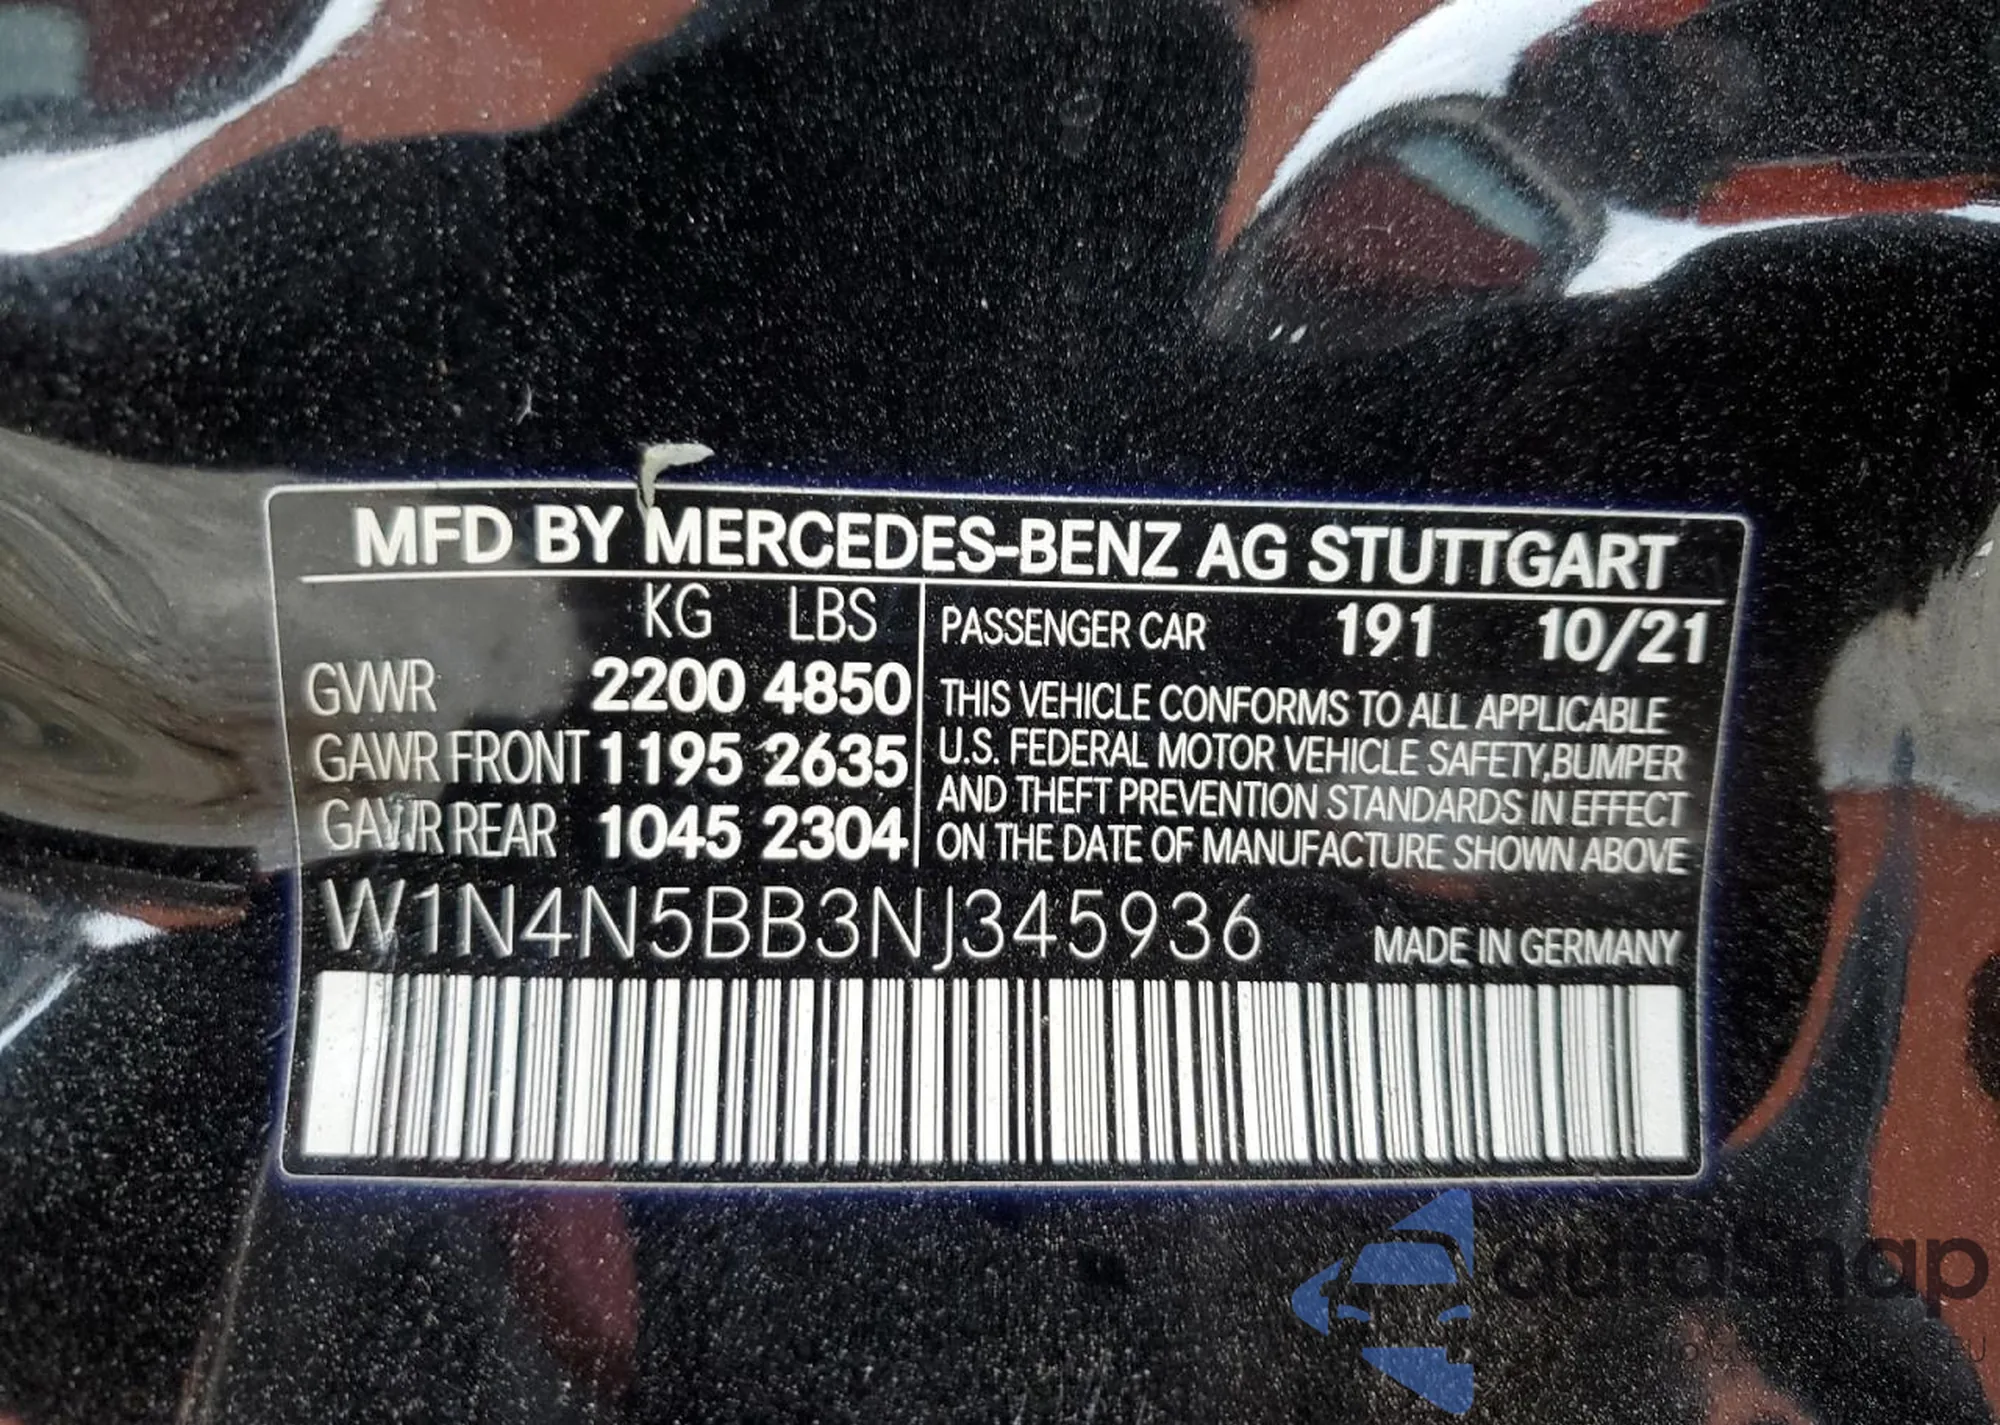 MFD BY MERCEDES-BENZ AG STUTTGART
KG LBS
GVWR 2200 4850
GAWR FRONT 1195 2635
GAWR REAR 1045 2304
PASSENGER CAR 191 10/21
THIS VEHICLE CONFORMS TO ALL APPLICABLE
U.S. FEDERAL MOTOR VEHICLE SAFETY,BUMPER
AND THEFT PREVENTION STANDARDS IN EFFECT
ON THE DATE OF MANUFACTURE SHOWN ABOVE
W1N4N5BB3NJ345936
MADE IN GERMANY
autosnap